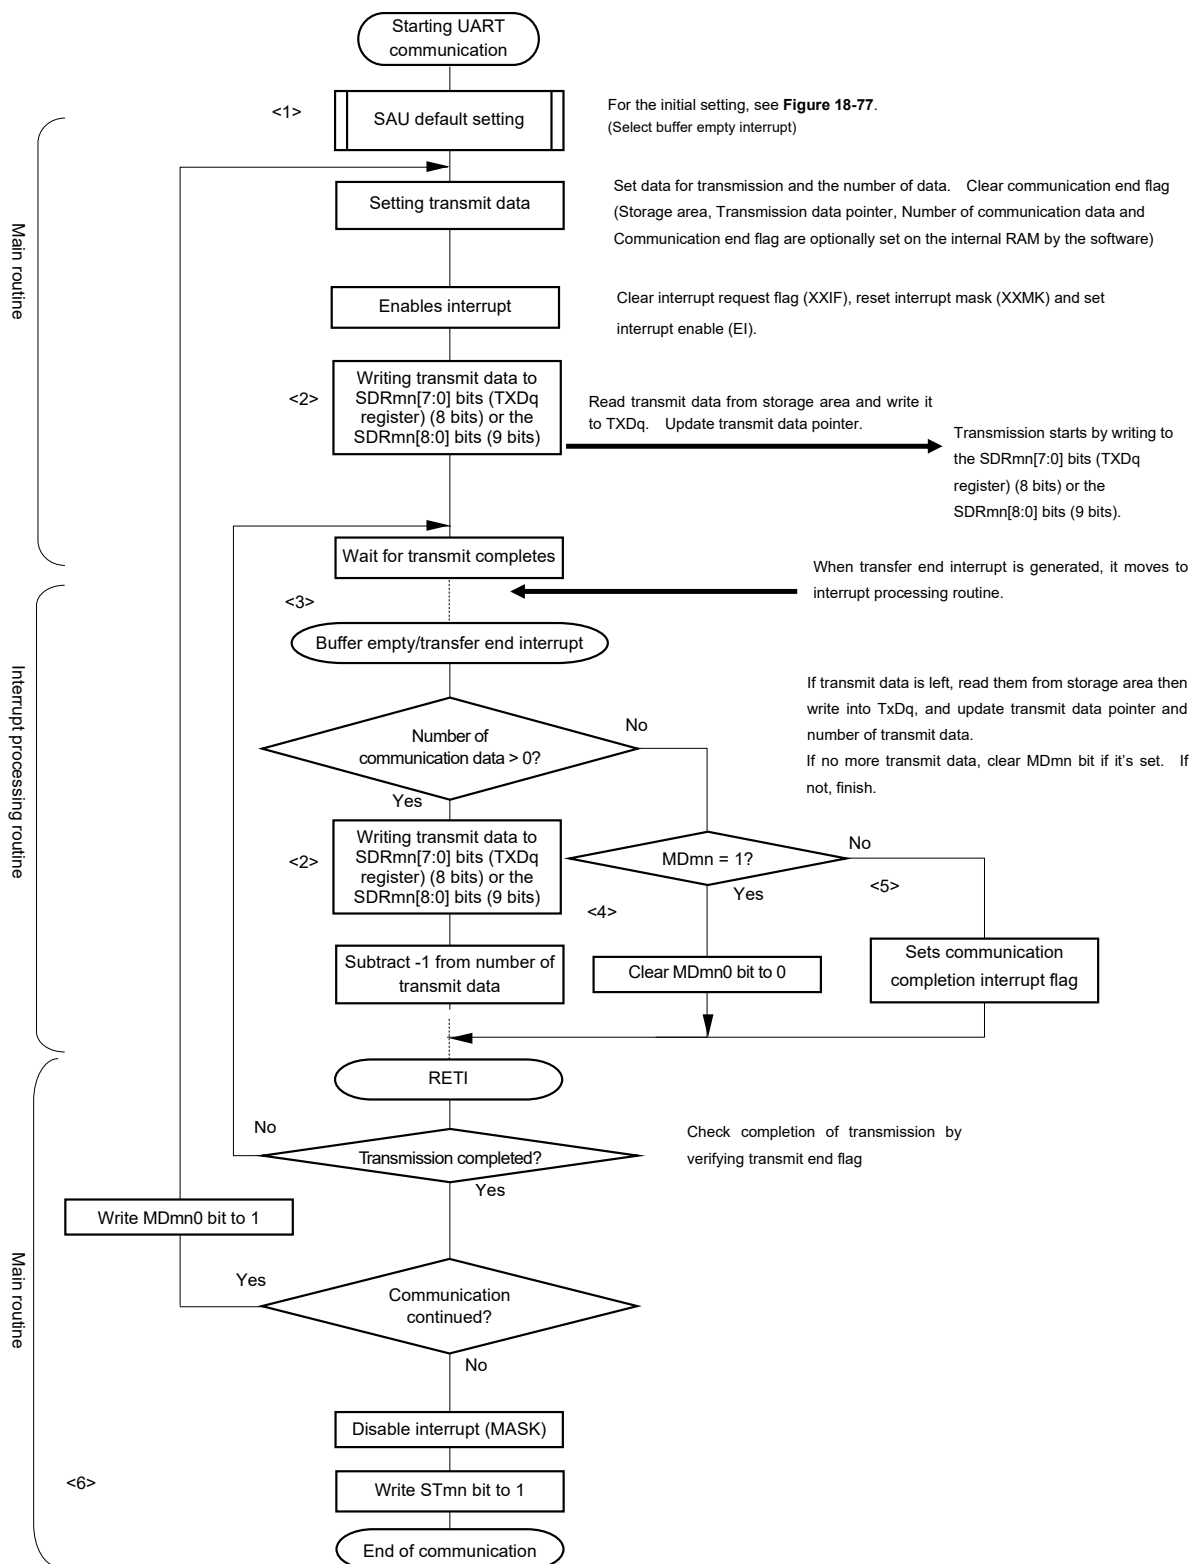 Starting UART
communication
<1>
SAU default setting
For the initial setting, see Figure 18-77.
(Select buffer empty interrupt)
Main routine
Setting transmit data
Set data for transmission and the number of data. Clear communication end flag
(Storage area, Transmission data pointer, Number of communication data and
Communication end flag are optionally set on the internal RAM by the software)
Enables interrupt
Clear interrupt request flag (XXIF), reset interrupt mask (XXMK) and set
interrupt enable (EI).
<2>
Writing transmit data to
SDRmn[7:0] bits (TXDq
register) (8 bits) or the
SDRmn[8:0] bits (9 bits)
Read transmit data from storage area and write it
to TXDq. Update transmit data pointer.
Transmission starts by writing to
the SDRmn[7:0] bits (TXDq
register) (8 bits) or the
SDRmn[8:0] bits (9 bits).
Wait for transmit completes
When transfer end interrupt is generated, it moves to
interrupt processing routine.
<3>
Buffer empty/transfer end interrupt
Interrupt processing routine
If transmit data is left, read them from storage area then
write into TxDq, and update transmit data pointer and
number of transmit data.
If no more transmit data, clear MDmn bit if it's set. If
not, finish.
Number of
communication data > 0?
No
Yes
<2>
Writing transmit data to
SDRmn[7:0] bits (TXDq
register) (8 bits) or the
SDRmn[8:0] bits (9 bits)
MDmn = 1?
No
Yes
<4>
<5>
Subtract -1 from number of
transmit data
Clear MDmn0 bit to 0
Sets communication
completion interrupt flag
RETI
No
Transmission completed?
Yes
Check completion of transmission by
verifying transmit end flag
Write MDmn0 bit to 1
Main routine
Yes
Communication
continued?
No
Disable interrupt (MASK)
<6>
Write STmn bit to 1
End of communication